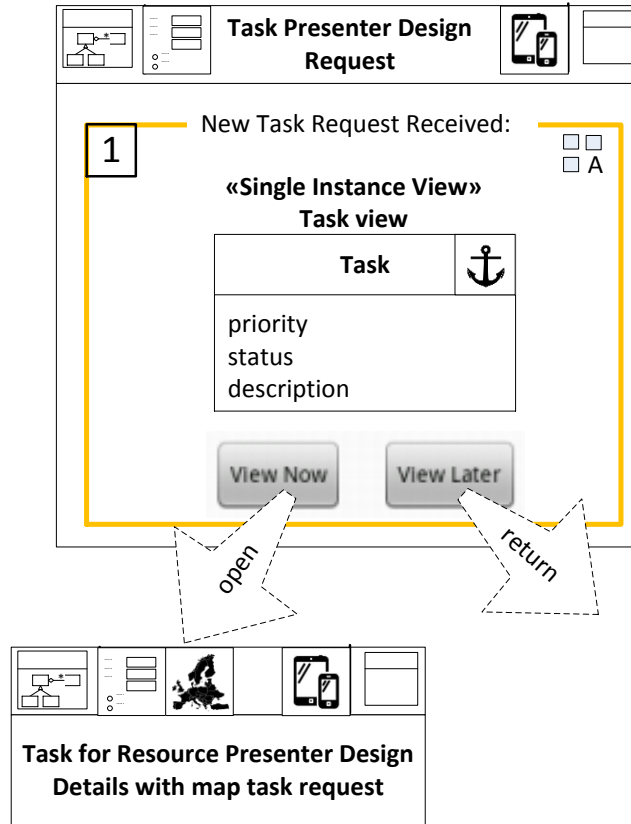 Task Presenter Design
Request
New Task Request Received:
1
A
«Single Instance View»
Task view
Task
priority
status
description
View Now
View Later
open
return
Task for Resource Presenter Design
Details with map task request